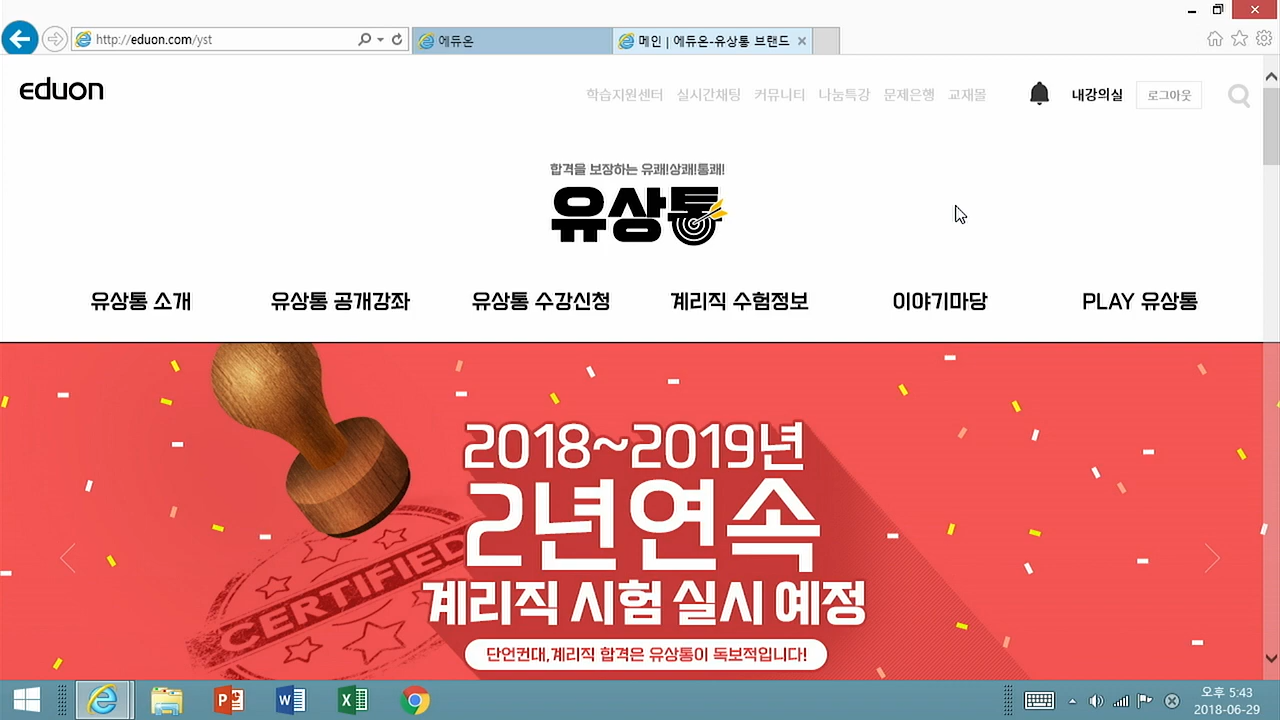 http://eduon.com/yst
에듀온
메인 | 에듀온-유상통 브랜드
eduon
학습지원센터 실시간채팅 커뮤니티 나눔특강 문제은행 교재몰
내강의실
로그아웃
합격을 보장하는 유쾌!상쾌!통쾌!
유상통
유상통 소개 유상통 공개강좌 유상통 수강신청 계리직 수험정보 이야기마당 PLAY 유상통
2018~2019년
2년연속
CERTIFIED
계리직 시험 실시 예정
단언컨대, 계리직 합격은 유상통이 독보적입니다!
오후 5:43
2018-06-29